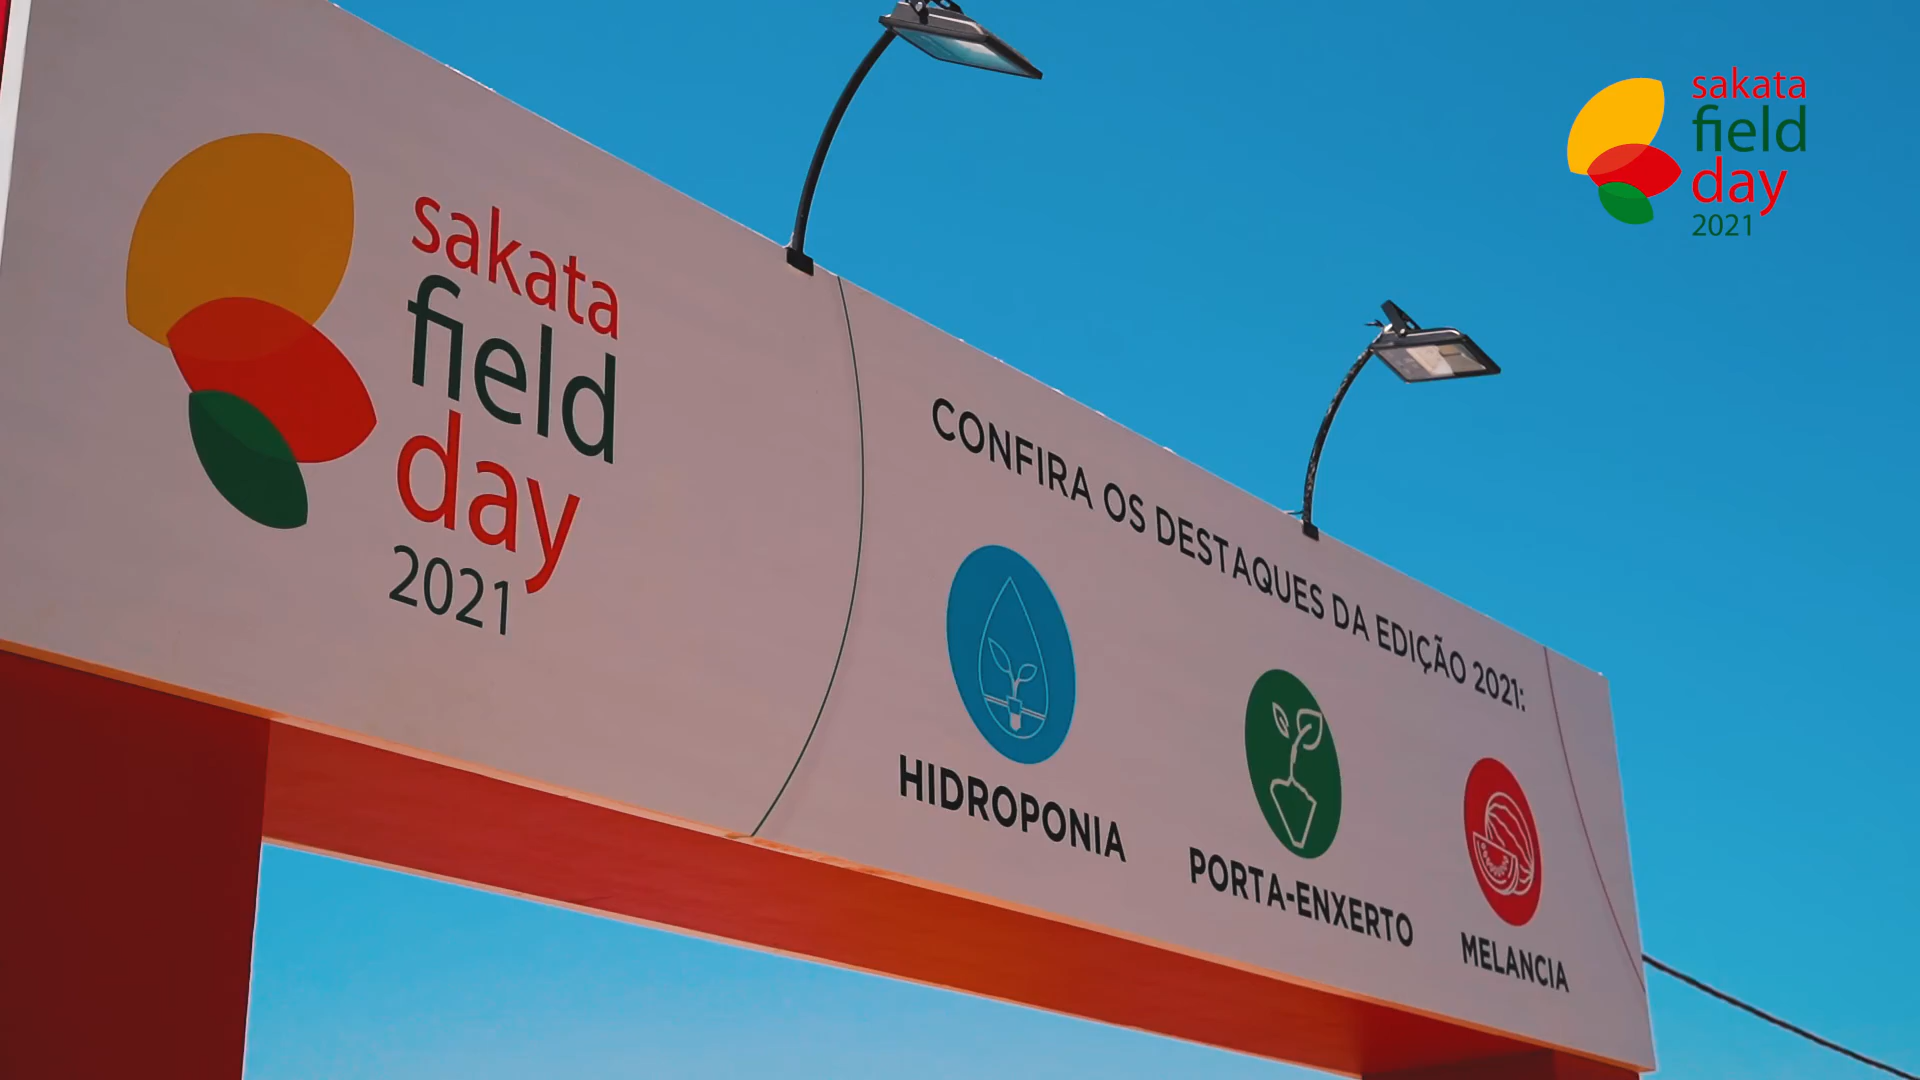 sakata
field
day
2021
CONFIRA OS DESTAQUES DA EDIÇÃO 2021:
HIDROPONIA
PORTA-ENXERTO
MELANCIA
sakata
field
day
2021